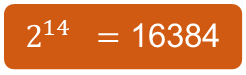 2¹⁴ = 16384